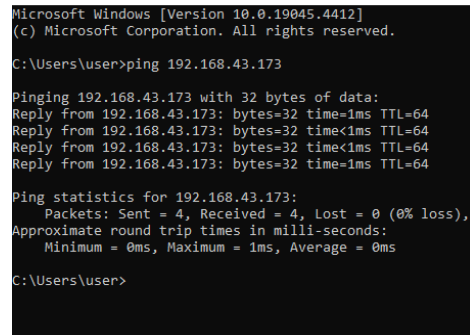 Microsoft Windows [Version 10.0.19045.4412]
(c) Microsoft Corporation. All rights reserved.
C:\Users\user>ping 192.168.43.173
Pinging 192.168.43.173 with 32 bytes of data:
Reply from 192.168.43.173: bytes=32 time=1ms TTL=64
Reply from 192.168.43.173: bytes=32 time<1ms TTL=64
Reply from 192.168.43.173: bytes=32 time<1ms TTL=64
Reply from 192.168.43.173: bytes=32 time=1ms TTL=64
Ping statistics for 192.168.43.173:
    Packets: Sent = 4, Received = 4, Lost = 0 (0% loss),
Approximate round trip times in milli-seconds:
    Minimum = 0ms, Maximum = 1ms, Average = 0ms
C:\Users\user>